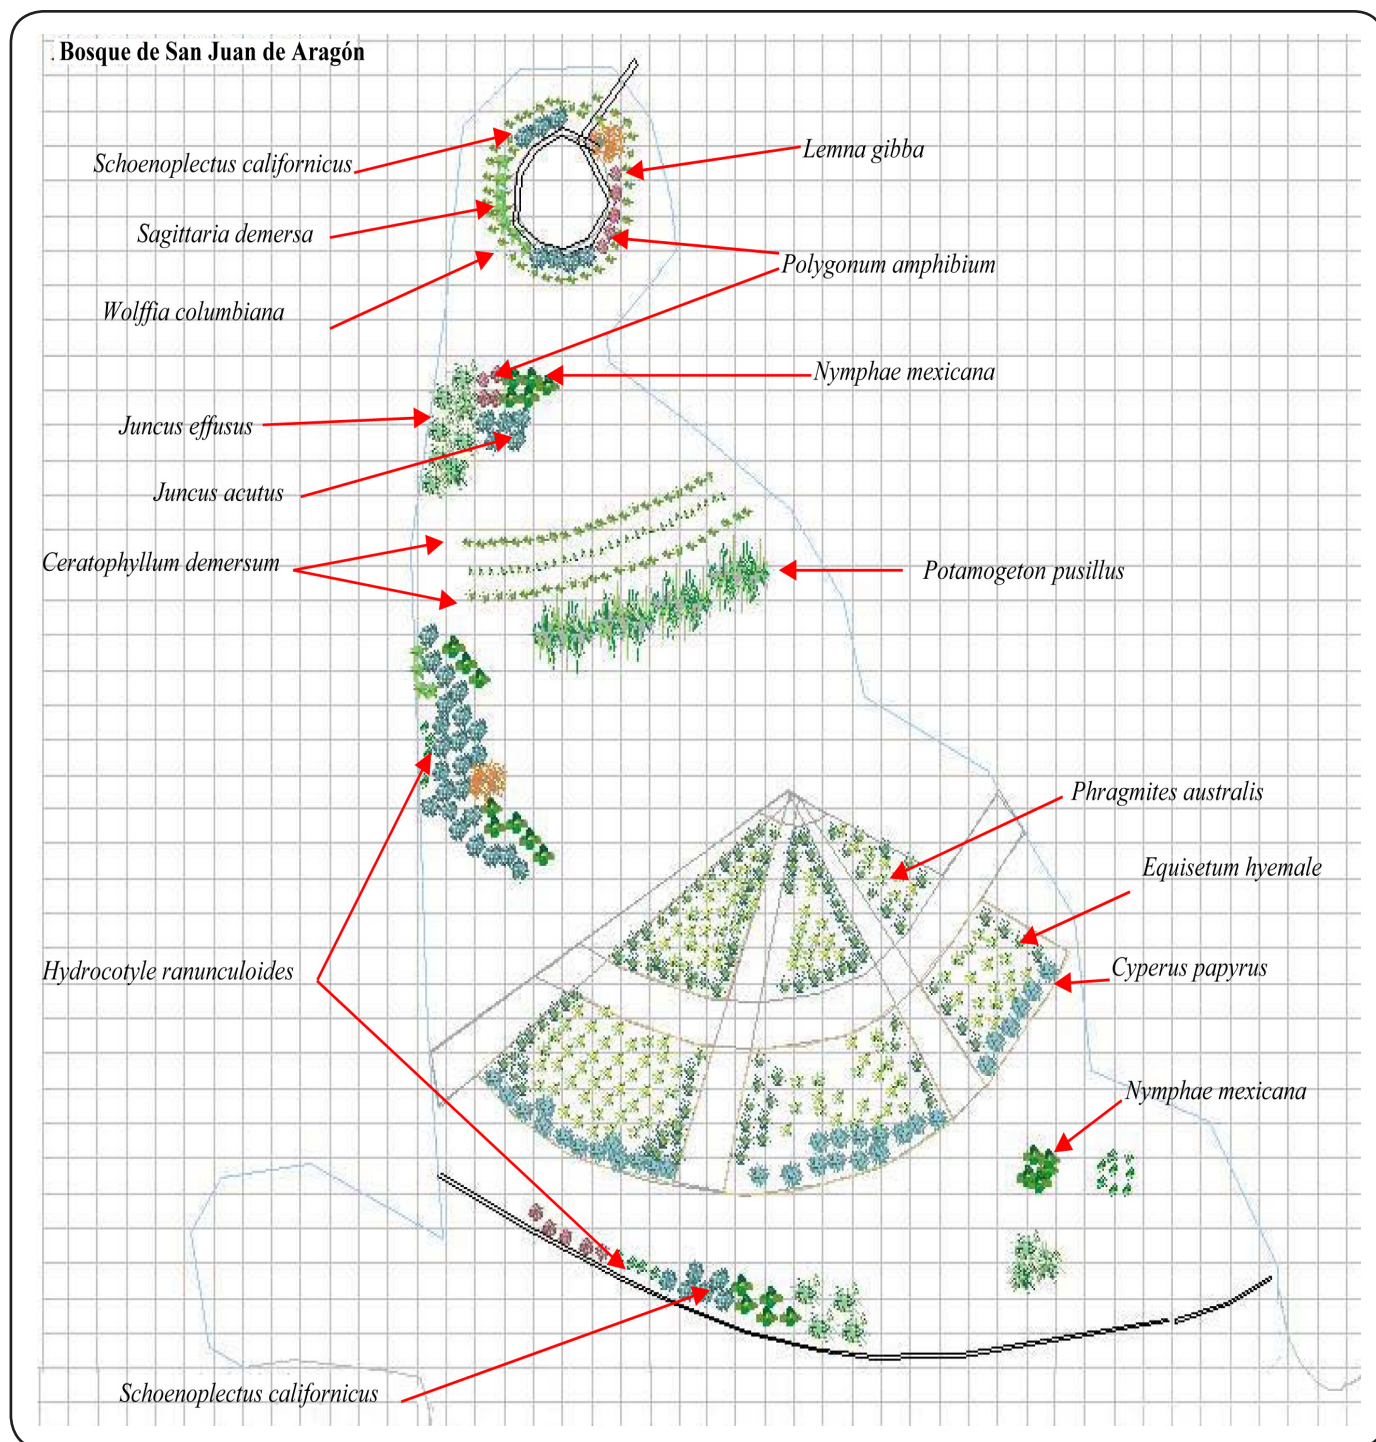 . Bosque de San Juan de Aragón
Schoenoplectus californicus
Lemna gibba
Sagittaria demersa
Polygonum amphibium
Wolffia columbiana
Nymphae mexicana
Juncus effusus
Juncus acutus
Ceratophyllum demersum
Potamogeton pusillus
Phragmites australis
Equisetum hyemale
Hydrocotyle ranunculoides
Cyperus papyrus
Nymphae mexicana
Schoenoplectus californicus